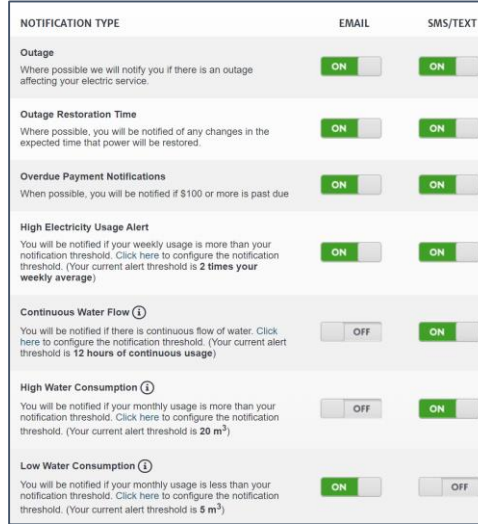 NOTIFICATION TYPE EMAIL SMS/TEXT
Outage
Where possible we will notify you if there is an outage
affecting your electric service.
ON ON
Outage Restoration Time
Where possible, you will be notified of any changes in the
expected time that power will be restored.
ON ON
Overdue Payment Notifications
When possible, you will be notified if $100 or more is past due
ON ON
High Electricity Usage Alert
You will be notified if your weekly usage is more than your
notification threshold. Click here to configure the notification
threshold. (Your current alert threshold is 2 times your
weekly average)
ON ON
Continuous Water Flow i
You will be notified if there is continuous flow of water. Click
here to configure the notification threshold. (Your current alert
threshold is 12 hours of continuous usage)
OFF ON
High Water Consumption i
You will be notified if your monthly usage is more than your
notification threshold. Click here to configure the notification
threshold. (Your current alert threshold is 20 m³)
OFF ON
Low Water Consumption i
You will be notified if your monthly usage is less than your
notification threshold. Click here to configure the notification
threshold. (Your current alert threshold is 5 m³)
ON OFF